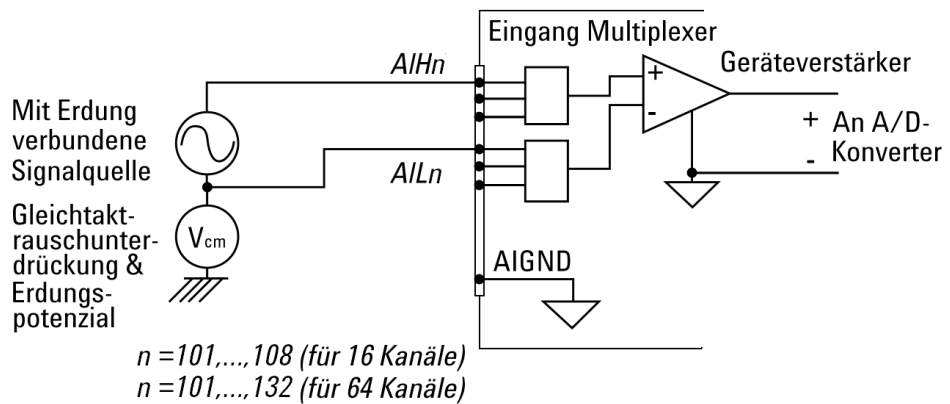 Eingang Multiplexer
AIHn
Geräteverstärker
+
-
Mit Erdung
verbundene
Signalquelle
+ An A/D-
- Konverter
AILn
Gleichtakt-
rauschunter-
drückung &
Erdungs-
potenzial
Vcm
AIGND
n =101,...,108 (für 16 Kanäle)
n =101,...,132 (für 64 Kanäle)